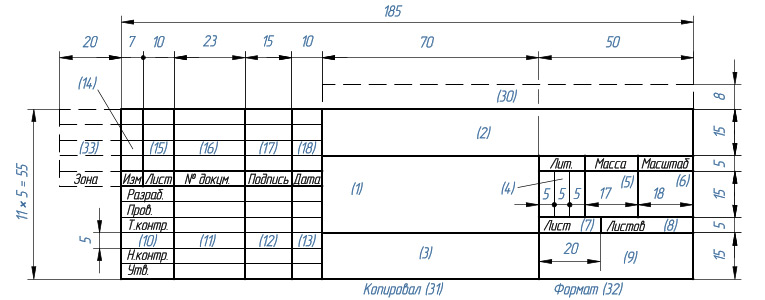 185
20 7 10 23 15 10 70 50
(14)
(30) 8
(2) 15
(33) (15) (16) (17) (18)
Лит. Масса Масштаб 5
Зона Изм Лист № докум. Подпись Дата (1) (4) (5) (6)
5 5 5 17 18 15
11 × 5 = 55
Разраб.
Пров.
Т.контр. Лист (7) Листов (8) 5
5 (10) (11) (12) (13) (3) 20 (9) 15
Н.контр.
Утв.
Копировал (31) Формат (32)